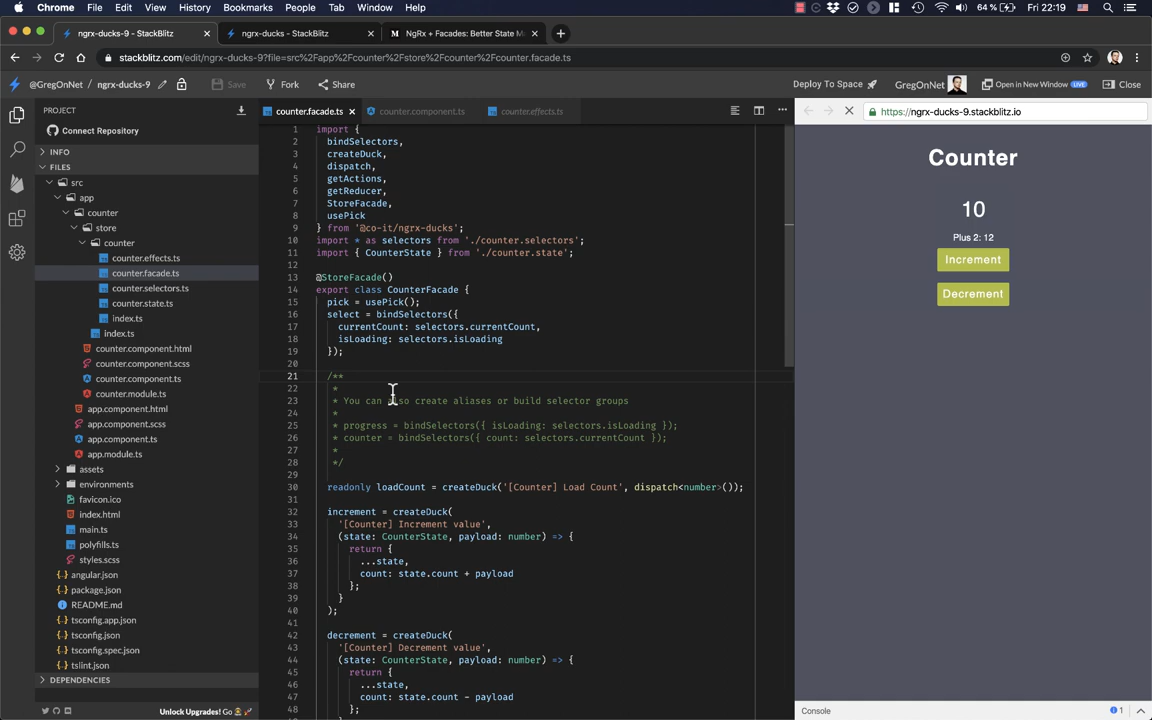 Chrome File Edit View History Bookmarks People Tab Window Help 64 % Fri 22:19
ngrx-ducks-9 - StackBlitz × ngrx-ducks - StackBlitz × M NgRx + Facades: Better State M ×
stackblitz.com/edit/ngrx-ducks-9?file=src%2Fapp%2Fcounter%2Fstore%2Fcounter%2Fcounter.facade.ts
@GregOnNet / ngrx-ducks-9 Save Fork Share Deploy To Space GregOnNet Open in New Window LIVE Close
PROJECT
Connect Repository
INFO
FILES
src
app
counter
store
counter
counter.effects.ts
counter.facade.ts
counter.selectors.ts
counter.state.ts
index.ts
index.ts
counter.component.html
counter.component.scss
counter.component.ts
counter.module.ts
app.component.html
app.component.scss
app.component.ts
app.module.ts
assets
environments
favicon.ico
index.html
main.ts
polyfills.ts
styles.scss
angular.json
package.json
README.md
tsconfig.app.json
tsconfig.json
tsconfig.spec.json
tslint.json
DEPENDENCIES
Unlock Upgrades! Go
counter.facade.ts × counter.component.ts counter.effects.ts
1 import {
2 bindSelectors,
3 createDuck,
4 dispatch,
5 getActions,
6 getReducer,
7 StoreFacade,
8 usePick
9 } from '@co-it/ngrx-ducks';
10 import * as selectors from './counter.selectors';
11 import { CounterState } from './counter.state';
12
13 @StoreFacade()
14 export class CounterFacade {
15 pick = usePick();
16 select = bindSelectors({
17 currentCount: selectors.currentCount,
18 isLoading: selectors.isLoading
19 });
20
21 /**
22 *
23 * You can also create aliases or build selector groups
24 *
25 * progress = bindSelectors({ isLoading: selectors.isLoading });
26 * counter = bindSelectors({ count: selectors.currentCount });
27 *
28 */
29
30 readonly loadCount = createDuck('[Counter] Load Count', dispatch<number>());
31
32 increment = createDuck(
33 '[Counter] Increment value',
34 (state: CounterState, payload: number) => {
35 return {
36 ...state,
37 count: state.count + payload
38 };
39 }
40 );
41
42 decrement = createDuck(
43 '[Counter] Decrement value',
44 (state: CounterState, payload: number) => {
45 return {
46 ...state,
47 count: state.count - payload
48 };
https://ngrx-ducks-9.stackblitz.io
Counter
10
Plus 2: 12
Increment
Decrement
Console 1